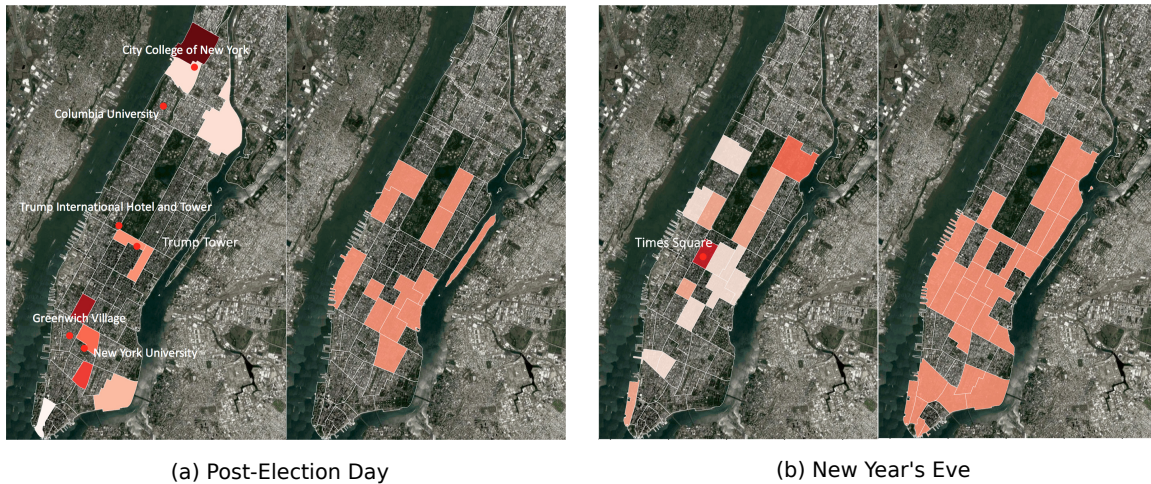 City College of New York
Columbia University
Trump International Hotel and Tower
Trump Tower
Greenwich Village
New York University
Times Square
(a) Post-Election Day
(b) New Year's Eve